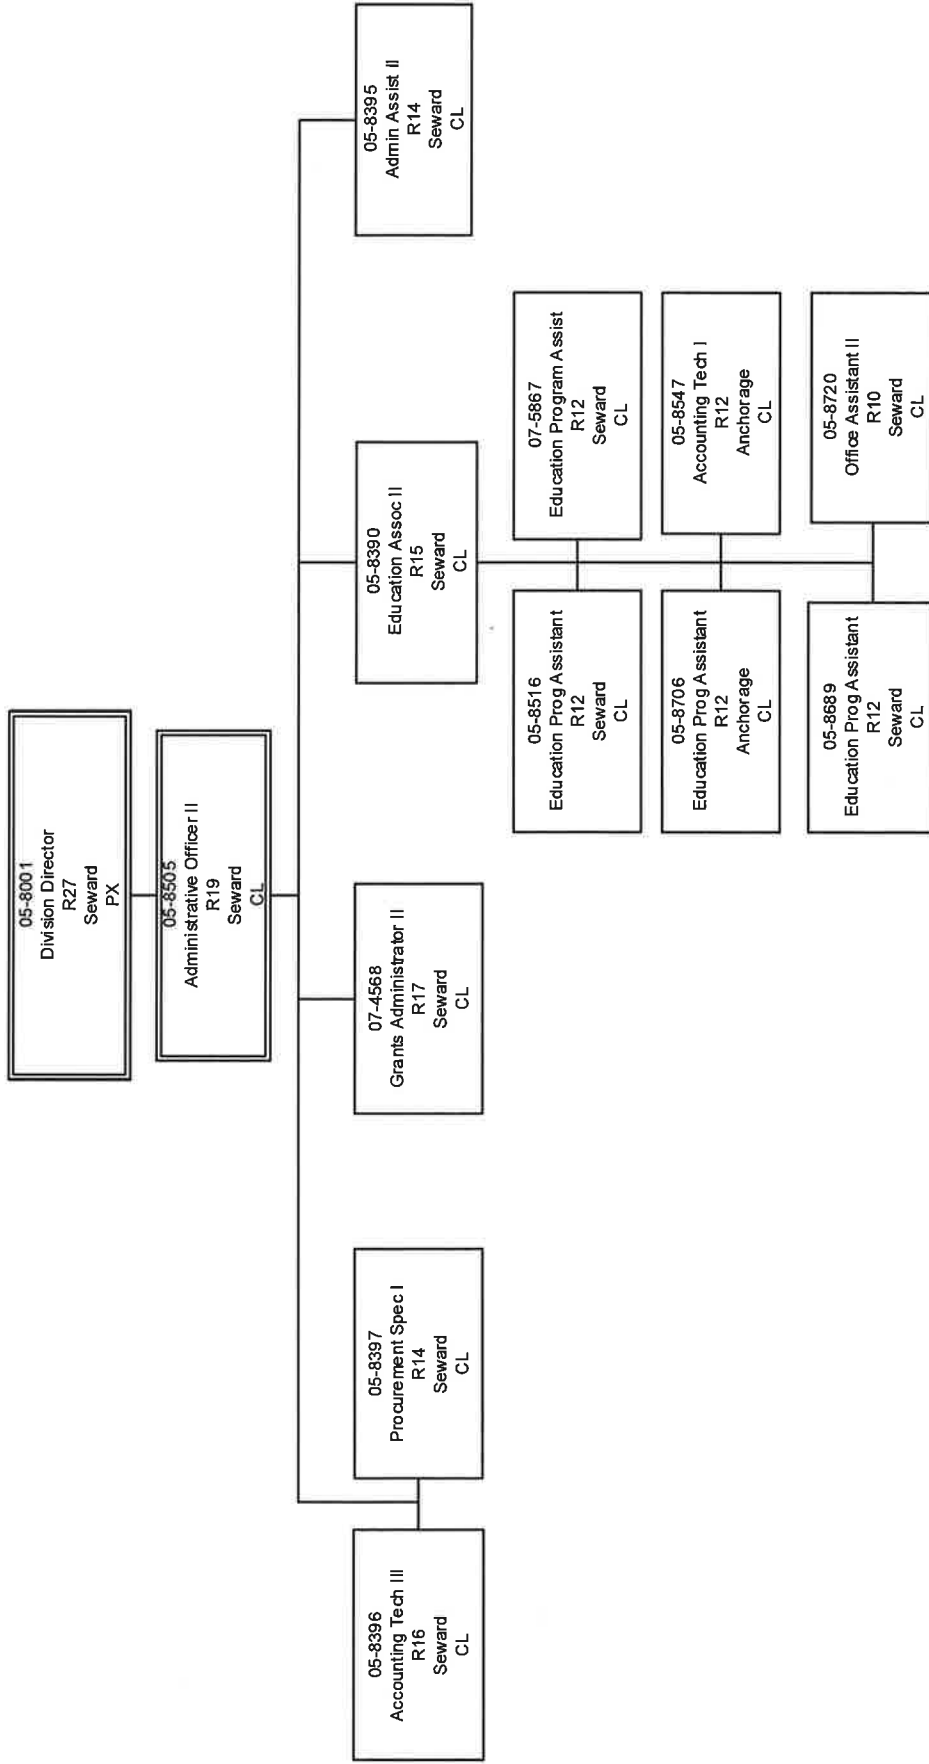 05-8001
Division Director
R27
Seward
PX
05-8505
Administrative Officer II
R19
Seward
CL
05-8396
Accounting Tech III
R16
Seward
CL
05-8397
Procurement Spec I
R14
Seward
CL
07-4568
Grants Administrator II
R17
Seward
CL
05-8390
Education Assoc II
R15
Seward
CL
05-8395
Admin Assist II
R14
Seward
CL
05-8516
Education Prog Assistant
R12
Seward
CL
07-5867
Education Program Assist
R12
Seward
CL
05-8706
Education Prog Assistant
R12
Anchorage
CL
05-8547
Accounting Tech I
R12
Anchorage
CL
05-8689
Education Prog Assistant
R12
Seward
CL
05-8720
Office Assistant II
R10
Seward
CL